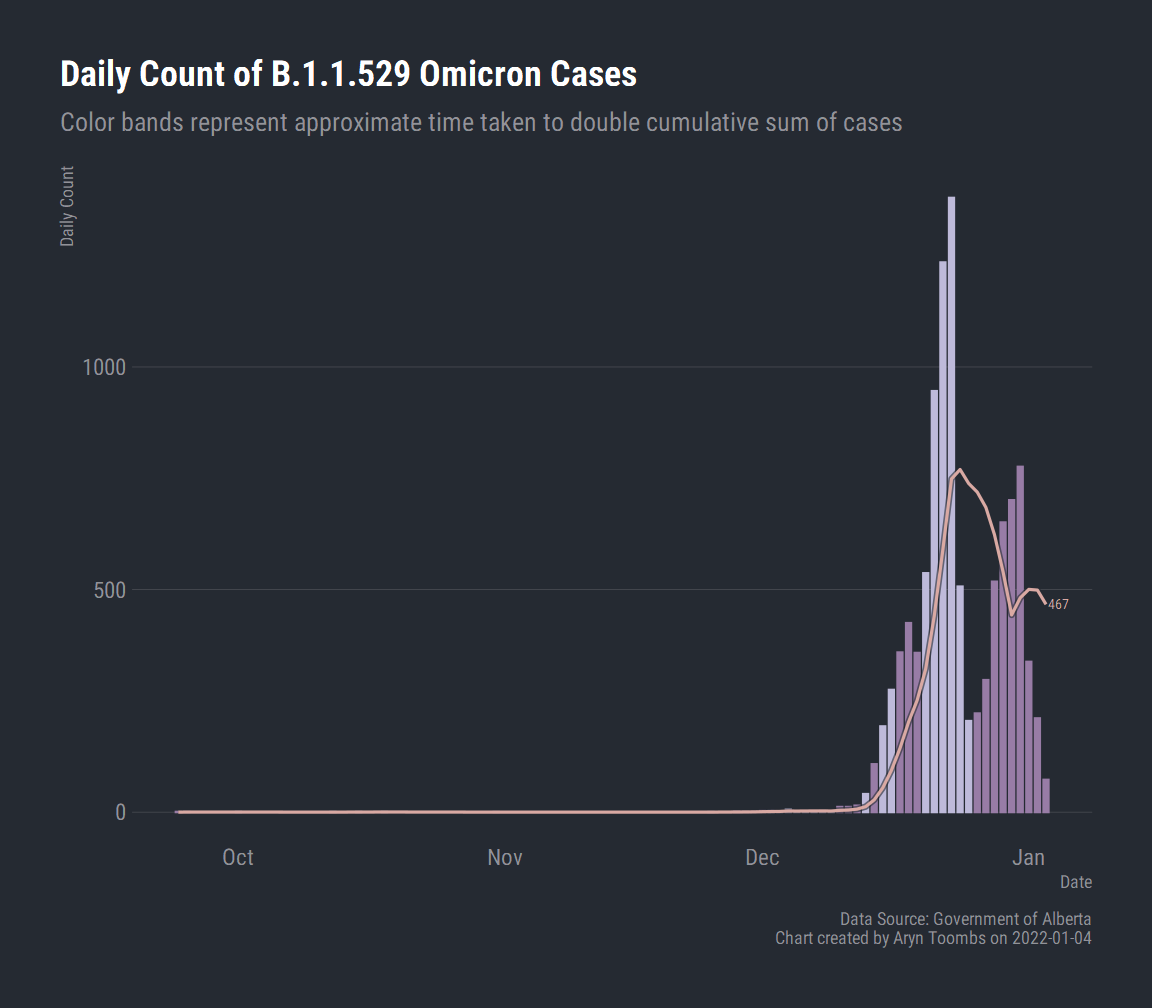 Daily Count of B.1.1.529 Omicron Cases
Color bands represent approximate time taken to double cumulative sum of cases
Daily Count
1000
500
467
0
Oct Nov Dec Jan
Date
Data Source: Government of Alberta
Chart created by Aryn Toombs on 2022-01-04